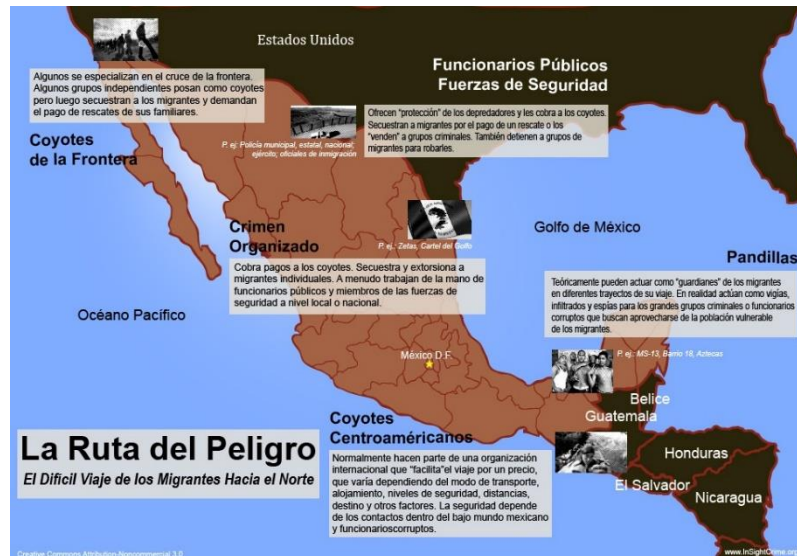 Estados Unidos
Algunos se especializan en el cruce de la frontera.
Algunos grupos independientes posan como coyotes
pero luego secuestran a los migrantes y demandan
el pago de rescates de sus familiares.
Coyotes
de la Frontera
Funcionarios Públicos
Fuerzas de Seguridad
Ofrecen "protección" de los depredadores y les cobra a los coyotes.
Secuestran a migrantes por el pago de un rescate o los
"venden" a grupos criminales. También detienen a grupos de
migrantes para robarles.
P. ej: Policía municipal, estatal, nacional;
ejército; oficiales de inmigración
Crimen
Organizado
P. ej.: Zetas, Cartel del Golfo
Cobra pagos a los coyotes. Secuestra y extorsiona a
migrantes individuales. A menudo trabajan de la mano de
funcionarios públicos y miembros de las fuerzas de
seguridad a nivel local o nacional.
Golfo de México
Pandillas
Teóricamente pueden actuar como "guardianes" de los migrantes
en diferentes trayectos de su viaje. En realidad actúan como vigías,
infiltrados y espías para los grandes grupos criminales o funcionarios
corruptos que buscan aprovecharse de la población vulnerable
de los migrantes.
P. ej.: MS-13, Barrio 18, Aztecas
Océano Pacífico
México D.F.
Belice
Guatemala
Honduras
El Salvador
Nicaragua
Coyotes
Centroaméricanos
Normalmente hacen parte de una organización
internacional que "facilita"el viaje por un precio,
que varía dependiendo del modo de transporte,
alojamiento, niveles de seguridad, distancias,
destino y otros factores. La seguridad depende
de los contactos dentro del bajo mundo mexicano
y funcionarioscorruptos.
La Ruta del Peligro
El Difícil Viaje de los Migrantes Hacia el Norte
Creative Commons Attribution-Noncommercial 3.0
www.InSightCrime.org